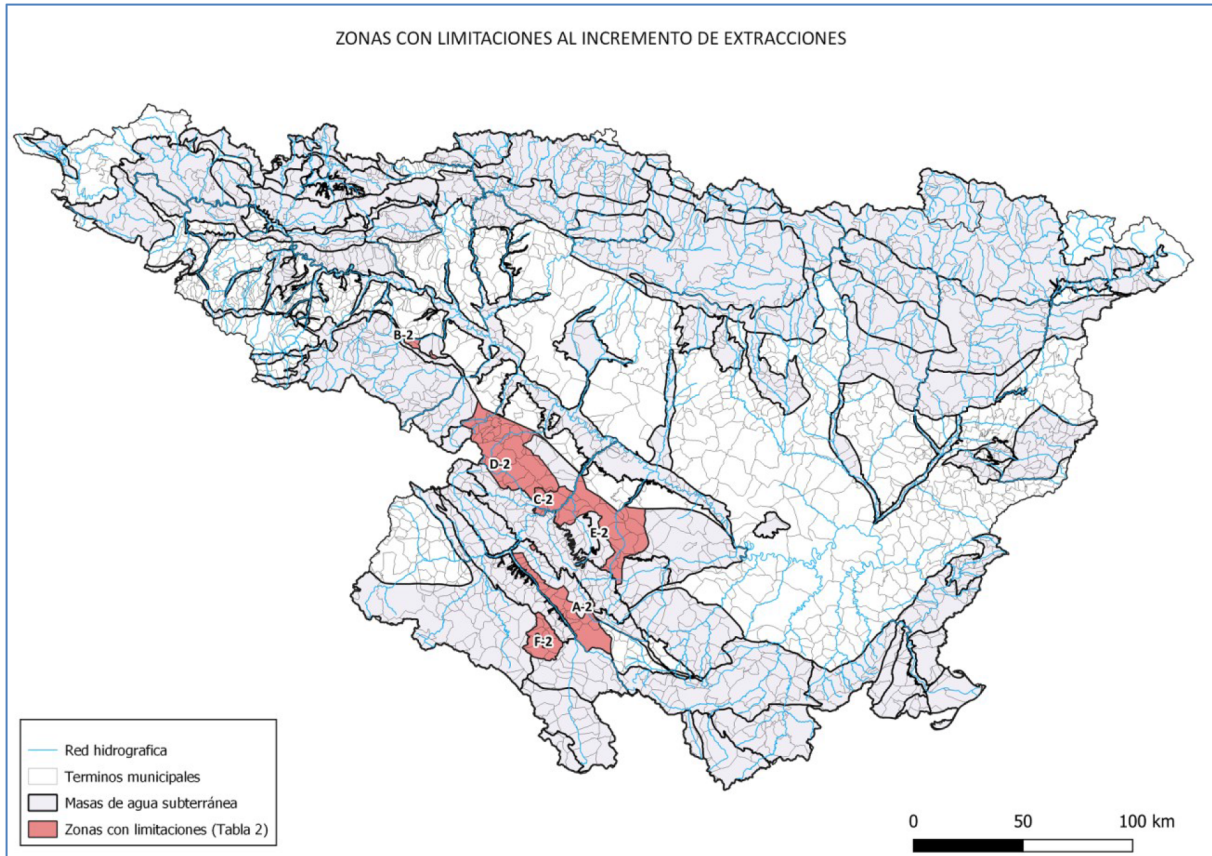 ZONAS CON LIMITACIONES AL INCREMENTO DE EXTRACCIONES
B-2
D-2
C-2
E-2
A-2
F-2
Red hidrografica
Terminos municipales
Masas de agua subterránea
Zonas con limitaciones (Tabla 2)
0 50 100 km